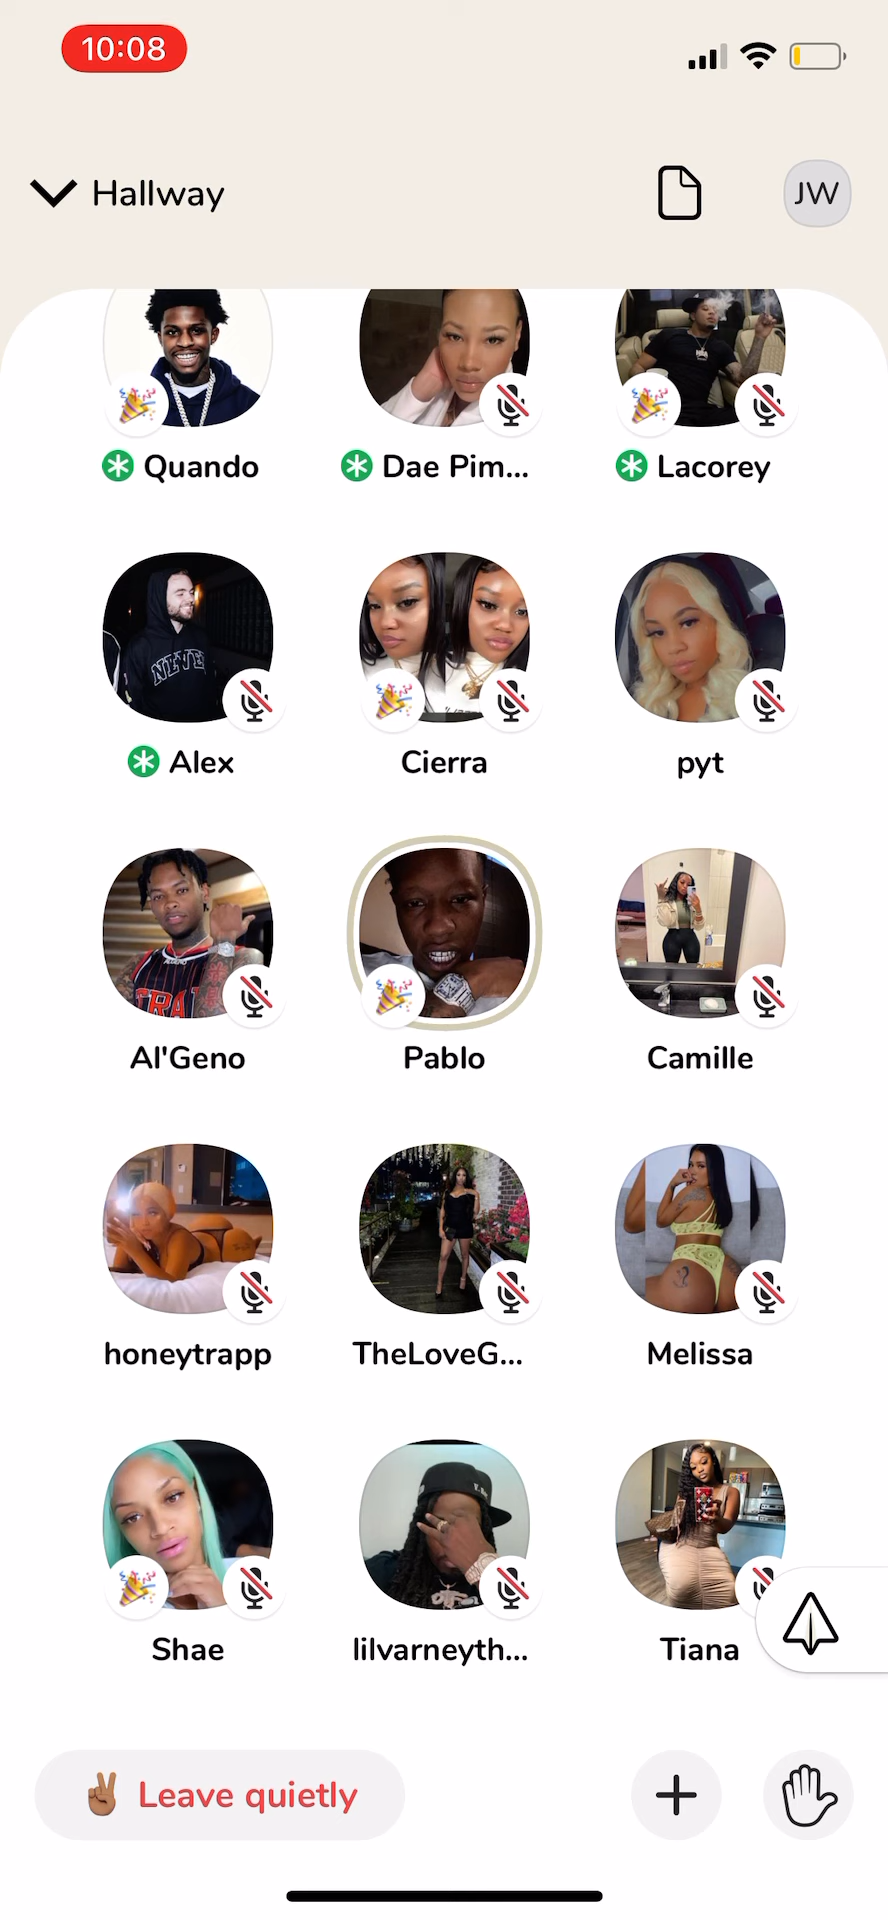 10:08
Hallway
JW
Quando
Dae Pim...
Lacorey
NEVER
Alex
Cierra
pyt
Al'Geno
Pablo
Camille
honeytrapp
TheLoveG...
Melissa
Shae
lilvarneyth...
Tiana
Leave quietly